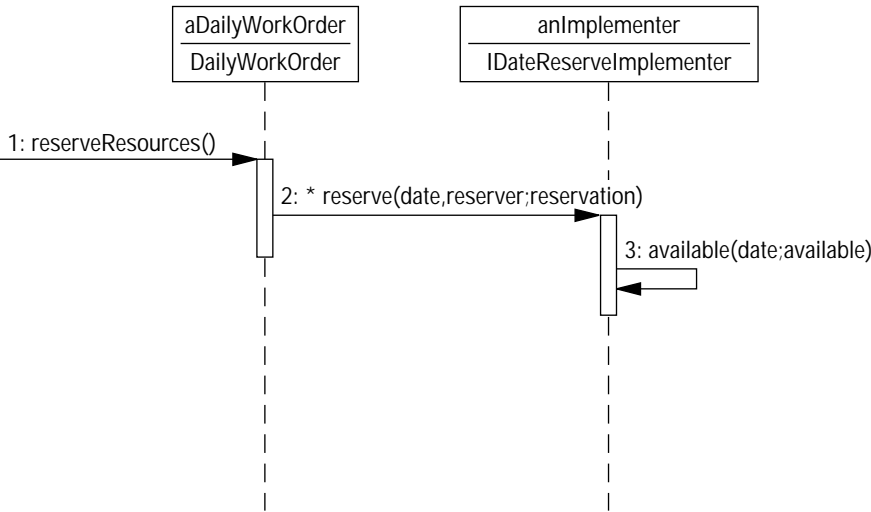 aDailyWorkOrder
DailyWorkOrder
anImplementer
IDateReserveImplementer
1: reserveResources()
2: * reserve(date,reserver;reservation)
3: available(date;available)